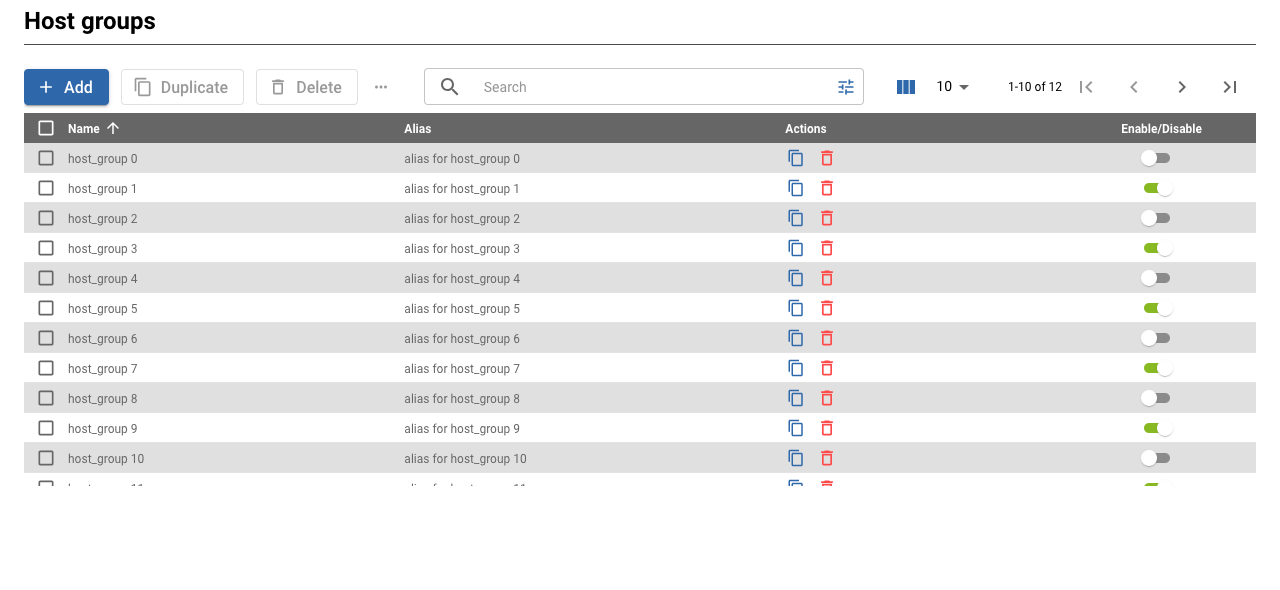 Host groups
Add Duplicate Delete ... Search 10 1-10 of 12
Name Alias Actions Enable/Disable
host_group 0 alias for host_group 0
host_group 1 alias for host_group 1
host_group 2 alias for host_group 2
host_group 3 alias for host_group 3
host_group 4 alias for host_group 4
host_group 5 alias for host_group 5
host_group 6 alias for host_group 6
host_group 7 alias for host_group 7
host_group 8 alias for host_group 8
host_group 9 alias for host_group 9
host_group 10 alias for host_group 10